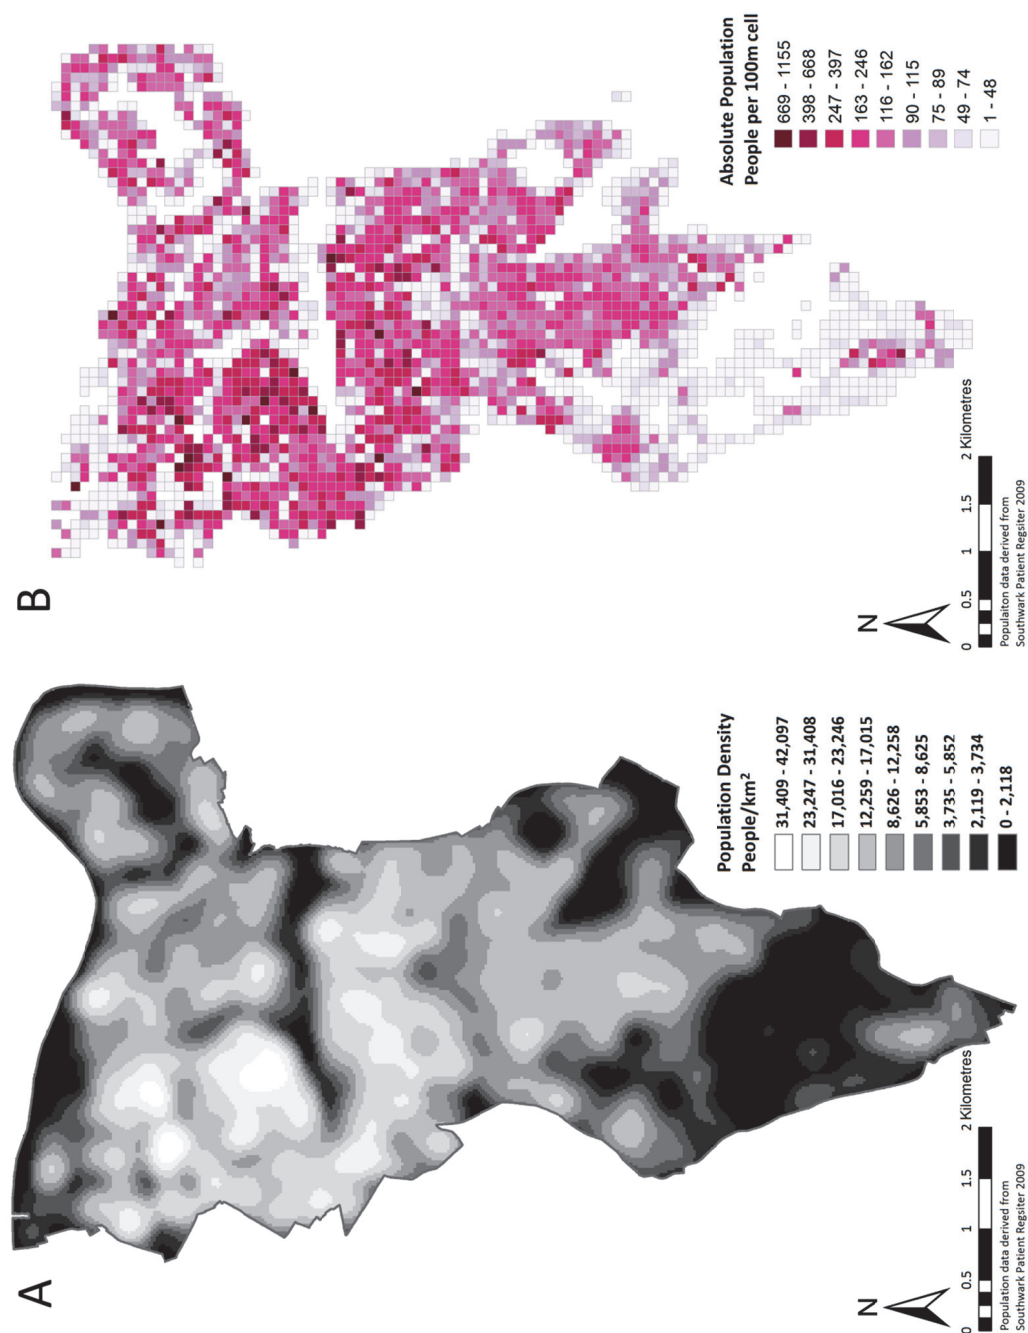 A
Population Density
People/km²
31,409 - 42,097
23,247 - 31,408
17,016 - 23,246
12,259 - 17,015
8,626 - 12,258
5,853 - 8,625
3,735 - 5,852
2,119 - 3,734
0 - 2,118
N
0 0.5 1 1.5 2 Kilometres
Population data derived from
Southwark Patient Regsiter 2009
B
Absolute Population
People per 100m cell
669 - 1155
398 - 668
247 - 397
163 - 246
116 - 162
90 - 115
75 - 89
49 - 74
1 - 48
N
0 0.5 1 1.5 2 Kilometres
Populaiton data derived from
Southwark Patient Regsiter 2009